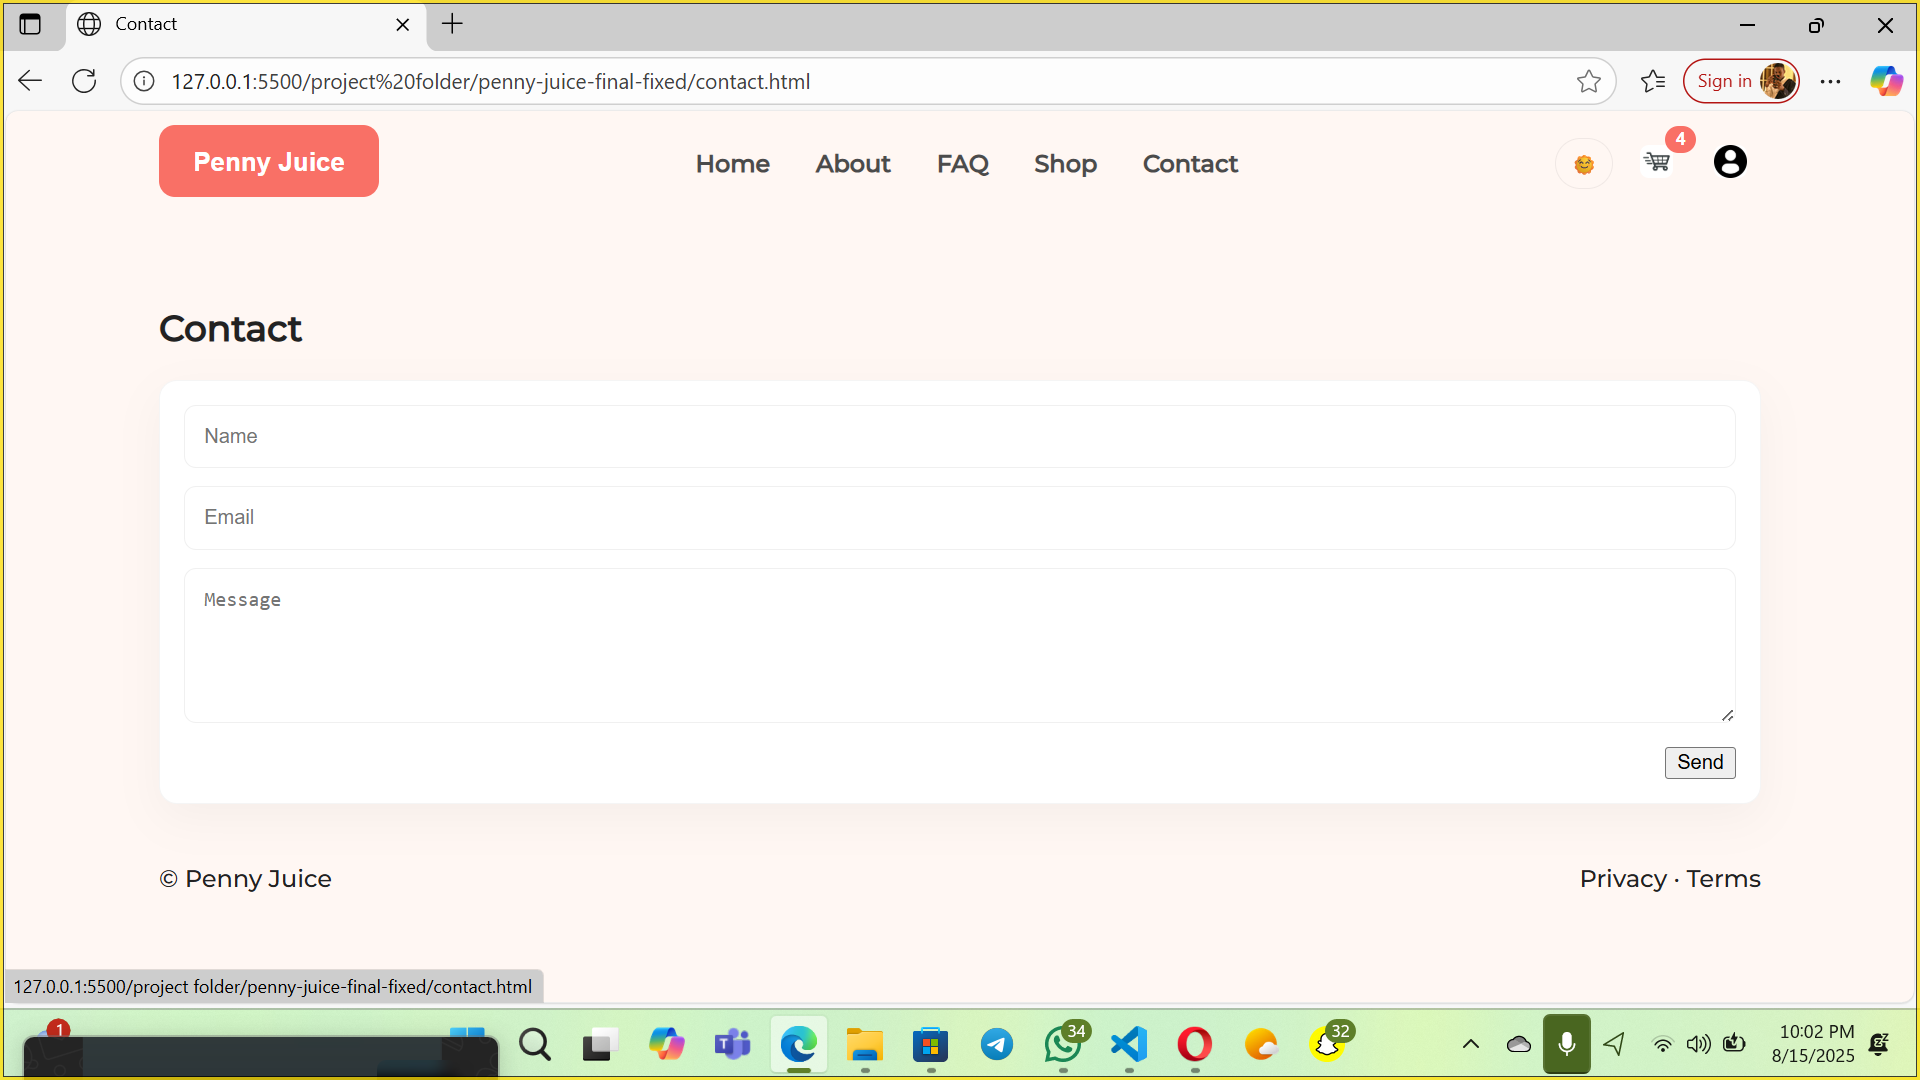 Contact
127.0.0.1:5500/project%20folder/penny-juice-final-fixed/contact.html
Sign in
Penny Juice
Home
About
FAQ
Shop
Contact
4
Contact
Name
Email
Message
Send
© Penny Juice
Privacy · Terms
127.0.0.1:5500/project folder/penny-juice-final-fixed/contact.html
1
T
34
32
10:02 PM
8/15/2025